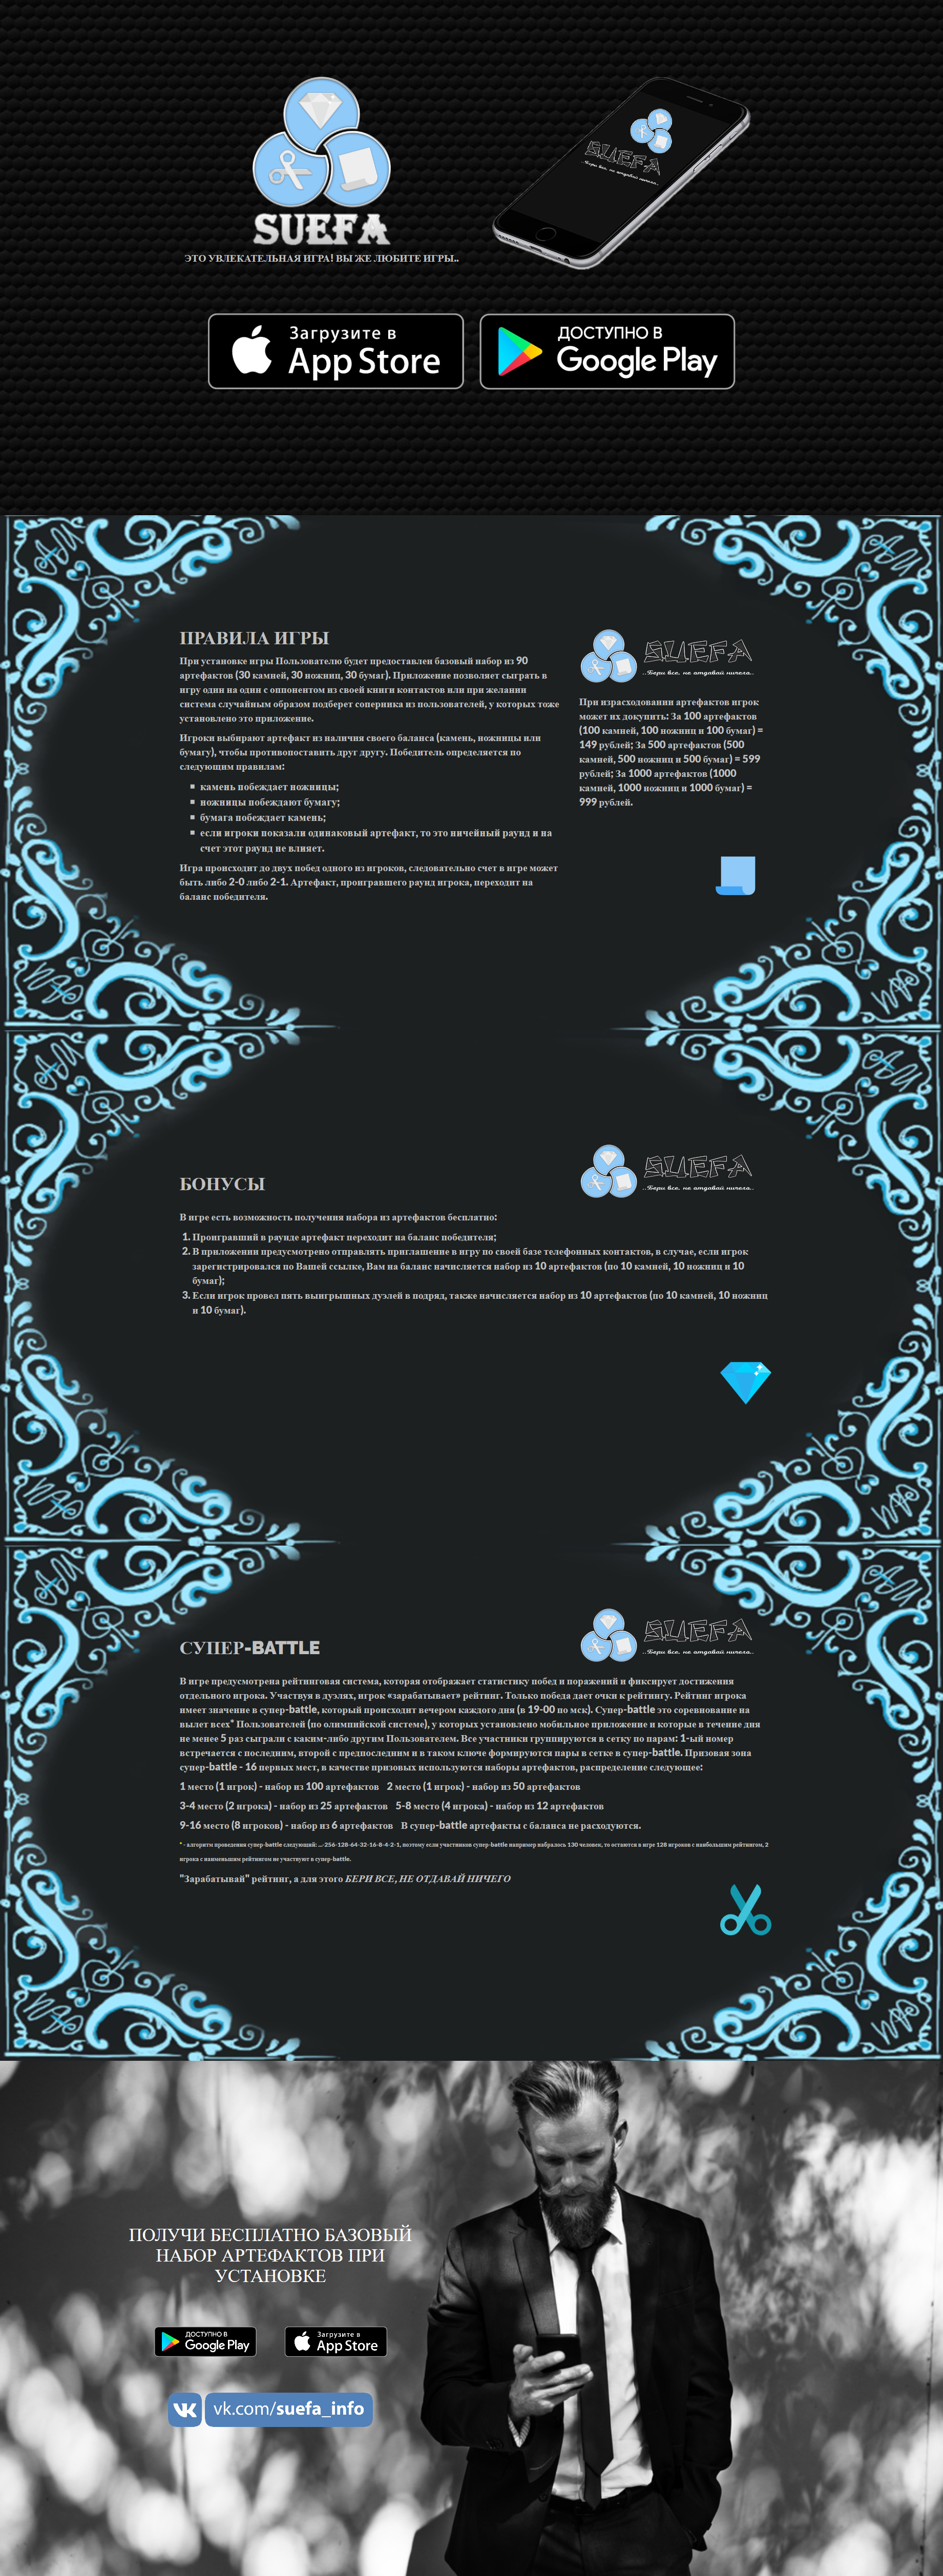 SUEFA
ЭТО УВЛЕКАТЕЛЬНАЯ ИГРА! ВЫ ЖЕ ЛЮБИТЕ ИГРЫ..
SUEFA
..Бери все, не отдавай ничего..
Загрузите в
App Store
ДОСТУПНО В
Google Play
ПРАВИЛА ИГРЫ
При установке игры Пользователю будет предоставлен базовый набор из 90
артефактов (30 камней, 30 ножниц, 30 бумаг). Приложение позволяет сыграть в
игру один на один с оппонентом из своей книги контактов или при желании
система случайным образом подберет соперника из пользователей, у которых тоже
установлено это приложение.
Игроки выбирают артефакт из наличия своего баланса (камень, ножницы или
бумагу), чтобы противопоставить друг другу. Победитель определяется по
следующим правилам:
камень побеждает ножницы;
ножницы побеждают бумагу;
бумага побеждает камень;
если игроки показали одинаковый артефакт, то это ничейный раунд и на
счет этот раунд не влияет.
Игра происходит до двух побед одного из игроков, следовательно счет в игре может
быть либо 2-0 либо 2-1. Артефакт, проигравшего раунд игрока, переходит на
баланс победителя.
SUEFA
..Бери все, не отдавай ничего..
При израсходовании артефактов игрок
может их докупить: За 100 артефактов
(100 камней, 100 ножниц и 100 бумаг) =
149 рублей; За 500 артефактов (500
камней, 500 ножниц и 500 бумаг) = 599
рублей; За 1000 артефактов (1000
камней, 1000 ножниц и 1000 бумаг) =
999 рублей.
SUEFA
..Бери все, не отдавай ничего..
БОНУСЫ
В игре есть возможность получения набора из артефактов бесплатно:
1. Проигравший в раунде артефакт переходит на баланс победителя;
2. В приложении предусмотрено отправлять приглашение в игру по своей базе телефонных контактов, в случае, если игрок
зарегистрировался по Вашей ссылке, Вам на баланс начисляется набор из 10 артефактов (по 10 камней, 10 ножниц и 10
бумаг);
3. Если игрок провел пять выигрышных дуэлей в подряд, также начисляется набор из 10 артефактов (по 10 камней, 10 ножниц
и 10 бумаг).
SUEFA
..Бери все, не отдавай ничего..
СУПЕР-BATTLE
В игре предусмотрена рейтинговая система, которая отображает статистику побед и поражений и фиксирует достижения
отдельного игрока. Участвуя в дуэлях, игрок «зарабатывает» рейтинг. Только победа дает очки к рейтингу. Рейтинг игрока
имеет значение в супер-battle, который происходит вечером каждого дня (в 19-00 по мск). Супер-battle это соревнование на
вылет всех* Пользователей (по олимпийской системе), у которых установлено мобильное приложение и которые в течение дня
не менее 5 раз сыграли с каким-либо другим Пользователем. Все участники группируются в сетку по парам: 1-ый номер
встречается с последним, второй с предпоследним и в таком ключе формируются пары в сетке в супер-battle. Призовая зона
супер-battle - 16 первых мест, в качестве призовых используются наборы артефактов, распределение следующее:
1 место (1 игрок) - набор из 100 артефактов 2 место (1 игрок) - набор из 50 артефактов
3-4 место (2 игрока) - набор из 25 артефактов 5-8 место (4 игрока) - набор из 12 артефактов
9-16 место (8 игроков) - набор из 6 артефактов В супер-battle артефакты с баланса не расходуются.
* - алгоритм проведения супер-battle следующий: ...-256-128-64-32-16-8-4-2-1, поэтому если участников супер-battle например набралось 130 человек, то остаются в игре 128 игроков с наибольшим рейтингом, 2
игрока с наименьшим рейтингом не участвуют в супер-battle.
"Зарабатывай" рейтинг, а для этого БЕРИ ВСЕ, НЕ ОТДАВАЙ НИЧЕГО
ПОЛУЧИ БЕСПЛАТНО БАЗОВЫЙ
НАБОР АРТЕФАКТОВ ПРИ
УСТАНОВКЕ
ДОСТУПНО В
Google Play
Загрузите в
App Store
vk.com/suefa_info